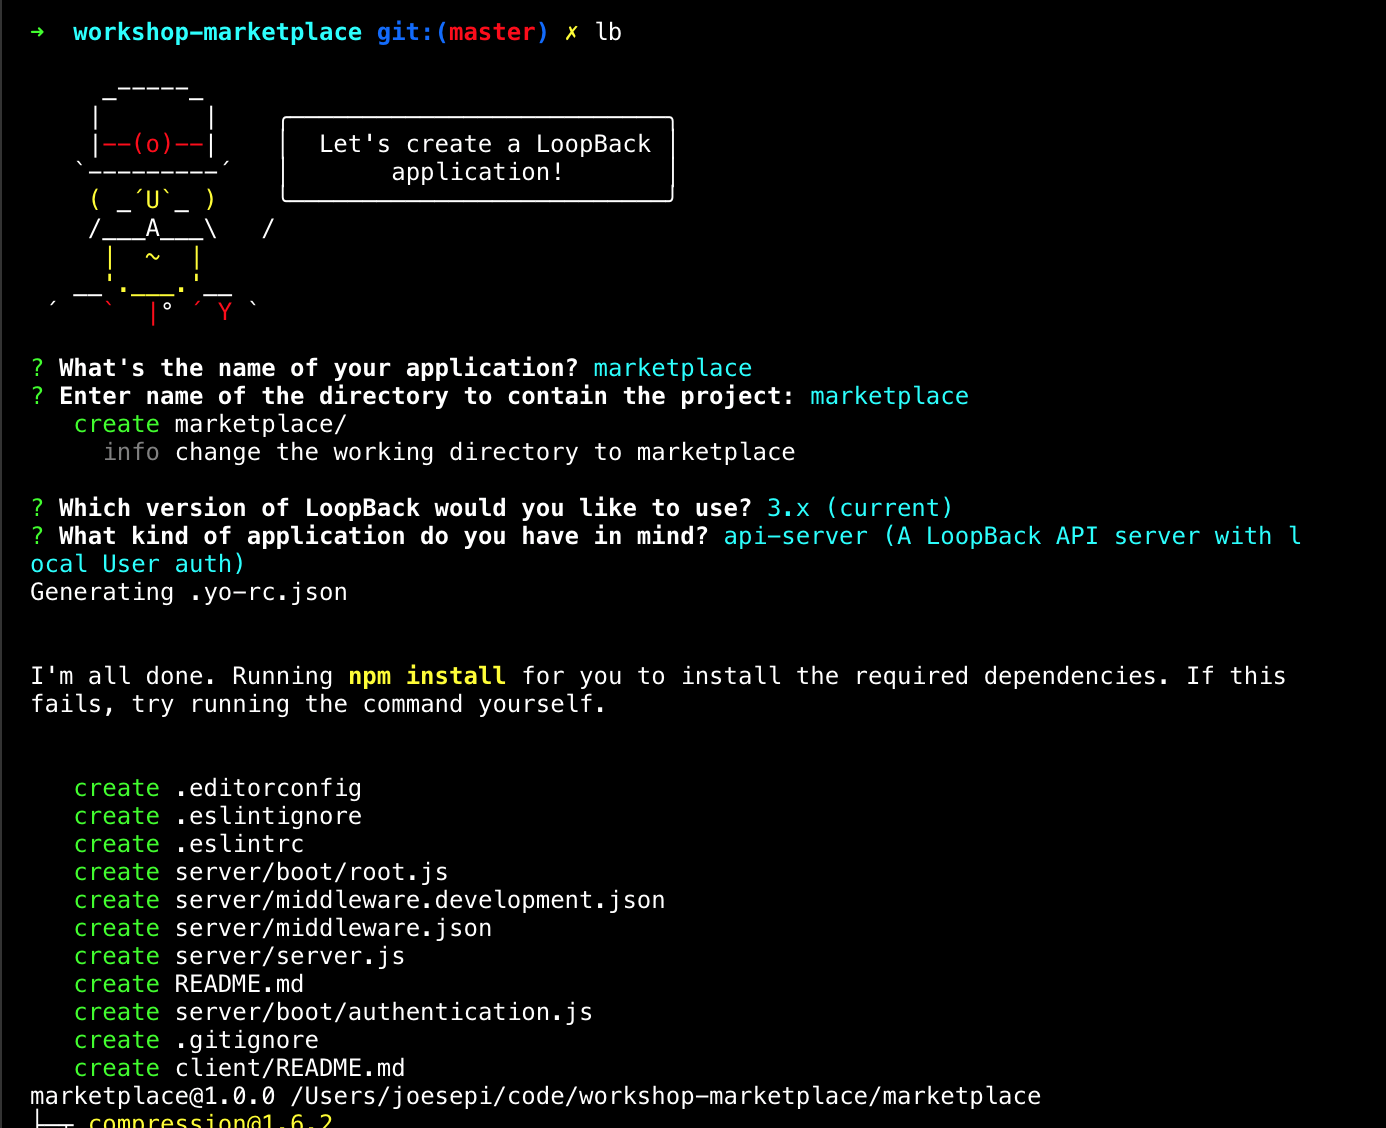 ➜  workshop-marketplace git:(master) ✗ lb

     _-----_
    |       |    ╭──────────────────────────╮
    |--(o)--|    │  Let's create a LoopBack │
   `---------´   │       application!       │
    ( _´U`_ )    ╰──────────────────────────╯
    /___A___\   /
     |  ~  |
   __'.___.'__
 ´   `  |° ´ Y `

? What's the name of your application? marketplace
? Enter name of the directory to contain the project: marketplace
   create marketplace/
     info change the working directory to marketplace

? Which version of LoopBack would you like to use? 3.x (current)
? What kind of application do you have in mind? api-server (A LoopBack API server with l
ocal User auth)
Generating .yo-rc.json

I'm all done. Running npm install for you to install the required dependencies. If this
fails, try running the command yourself.

   create .editorconfig
   create .eslintignore
   create .eslintrc
   create server/boot/root.js
   create server/middleware.development.json
   create server/middleware.json
   create server/server.js
   create README.md
   create server/boot/authentication.js
   create .gitignore
   create client/README.md
marketplace@1.0.0 /Users/joesepi/code/workshop-marketplace/marketplace
├─┬ compression@1.6.2